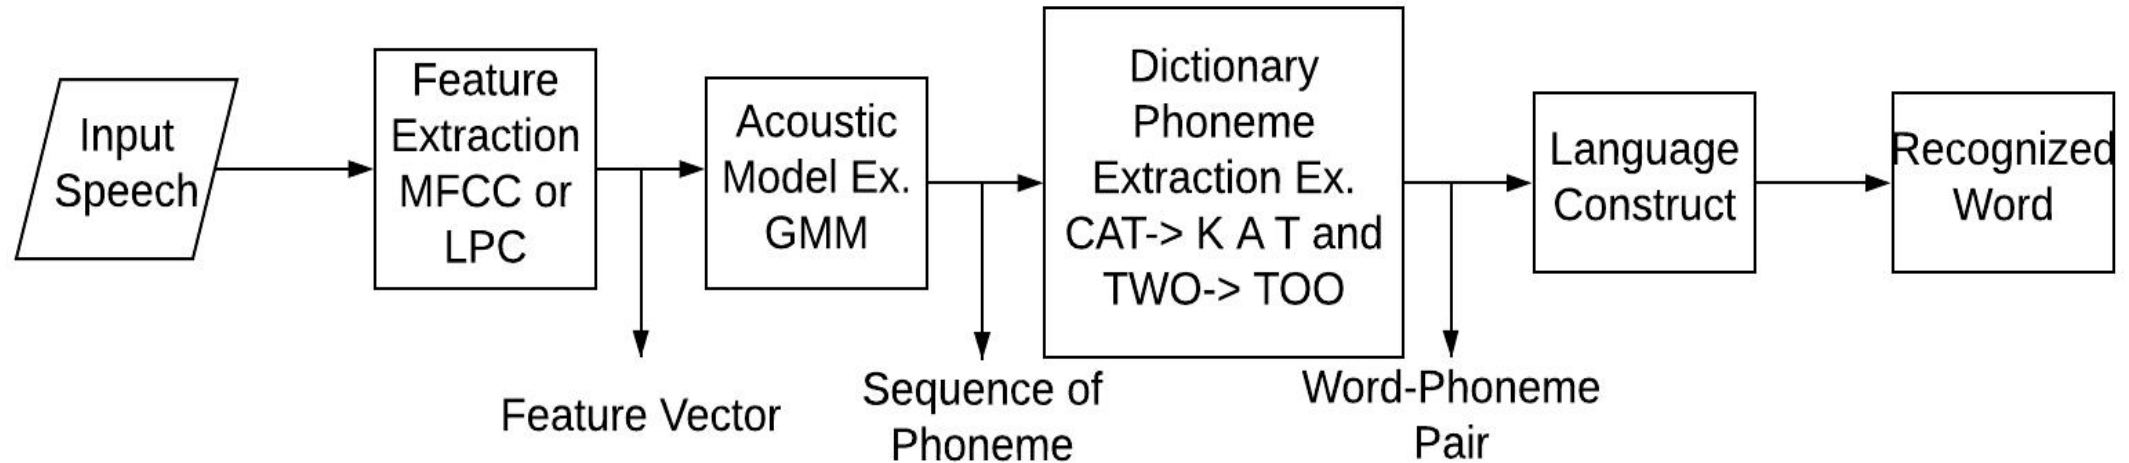 Input
Speech
Feature
Extraction
MFCC or
LPC
Acoustic
Model Ex.
GMM
Dictionary
Phoneme
Extraction Ex.
CAT-> K A T and
TWO-> TOO
Language
Construct
Recognized
Word
Feature Vector
Sequence of
Phoneme
Word-Phoneme
Pair